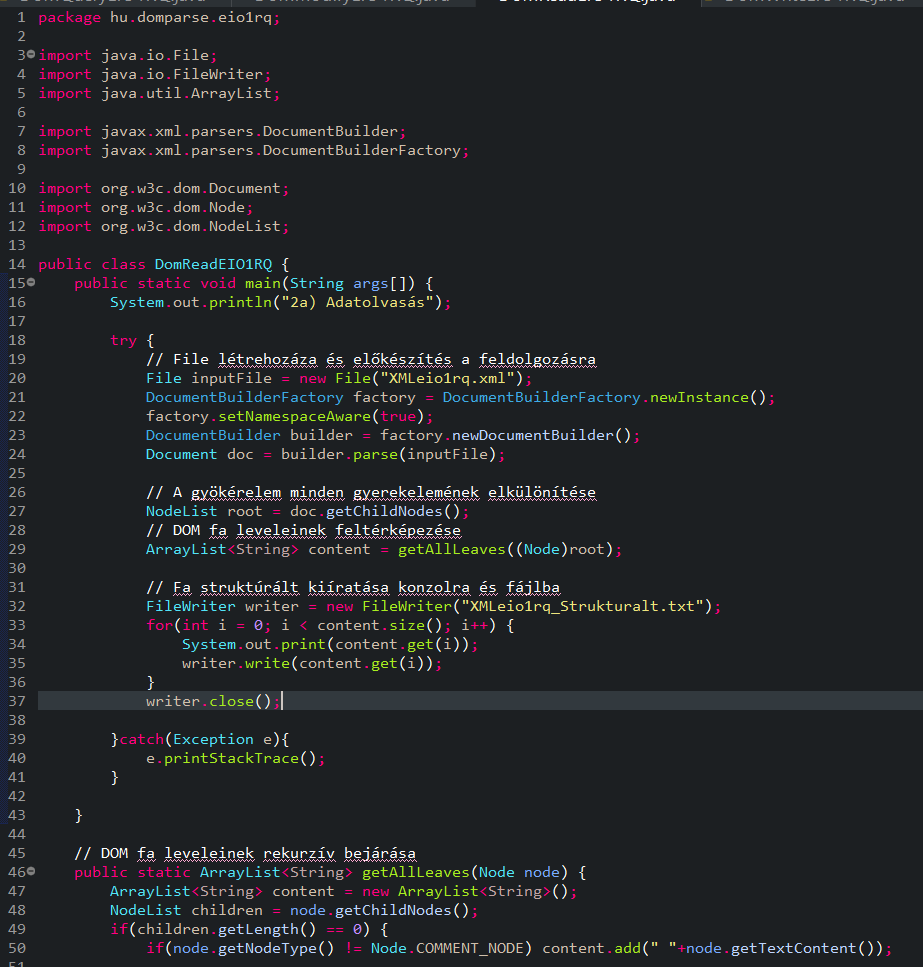 1 package hu.domparse.eio1rq;
2
3 import java.io.File;
4 import java.io.FileWriter;
5 import java.util.ArrayList;
6
7 import javax.xml.parsers.DocumentBuilder;
8 import javax.xml.parsers.DocumentBuilderFactory;
9
10 import org.w3c.dom.Document;
11 import org.w3c.dom.Node;
12 import org.w3c.dom.NodeList;
13
14 public class DomReadEIO1RQ {
15 public static void main(String args[]) {
16 System.out.println("2a) Adatolvasás");
17
18 try {
19 // File létrehozáza és előkészítés a feldolgozásra
20 File inputFile = new File("XMLeio1rq.xml");
21 DocumentBuilderFactory factory = DocumentBuilderFactory.newInstance();
22 factory.setNamespaceAware(true);
23 DocumentBuilder builder = factory.newDocumentBuilder();
24 Document doc = builder.parse(inputFile);
25
26 // A gyökérelem minden gyerekelemének elkülönítése
27 NodeList root = doc.getChildNodes();
28 // DOM fa leveleinek feltérképezése
29 ArrayList<String> content = getAllLeaves((Node)root);
30
31 // Fa struktúrált kiíratása konzolra és fájlba
32 FileWriter writer = new FileWriter("XMLeio1rq_Strukturalt.txt");
33 for(int i = 0; i < content.size(); i++) {
34 System.out.print(content.get(i));
35 writer.write(content.get(i));
36 }
37 writer.close();
38
39 }catch(Exception e){
40 e.printStackTrace();
41 }
42
43 }
44
45 // DOM fa leveleinek rekurzív bejárása
46 public static ArrayList<String> getAllLeaves(Node node) {
47 ArrayList<String> content = new ArrayList<String>();
48 NodeList children = node.getChildNodes();
49 if(children.getLength() == 0) {
50 if(node.getNodeType() != Node.COMMENT_NODE) content.add(" "+node.getTextContent());